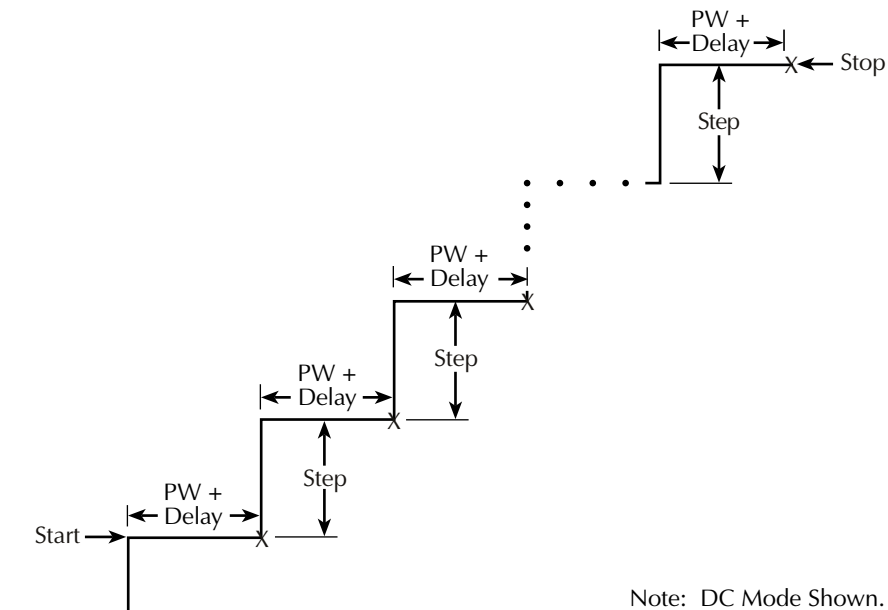 PW +
Delay
Stop
Step
PW +
Delay
X
Step
PW +
Delay
X
Step
PW +
Delay
Start
X
X
Note: DC Mode Shown.